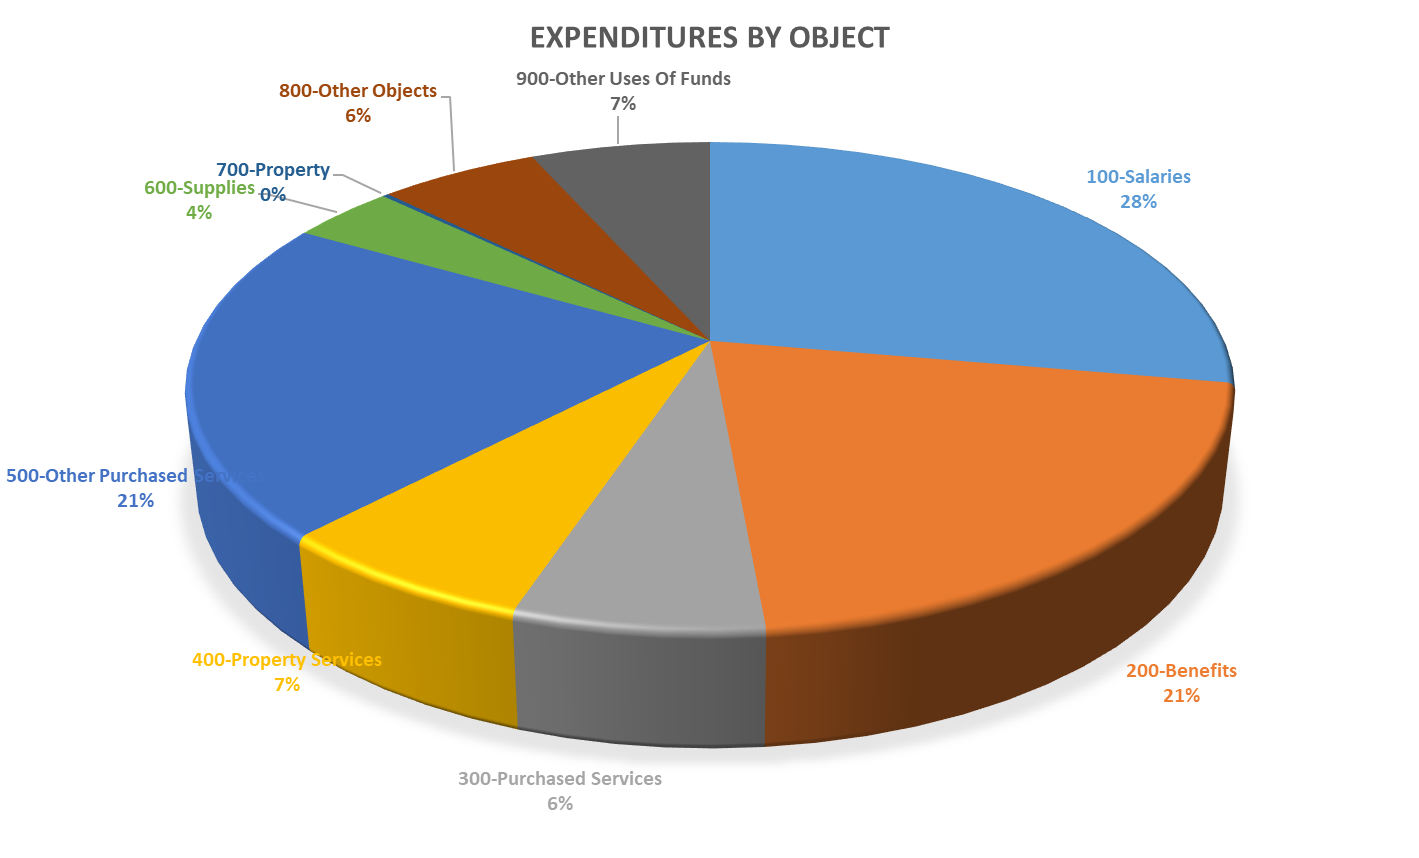 EXPENDITURES BY OBJECT
900-Other Uses Of Funds
7%
800-Other Objects
6%
700-Property
0%
600-Supplies
4%
100-Salaries
28%
500-Other Purchased Services
21%
400-Property Services
7%
200-Benefits
21%
300-Purchased Services
6%